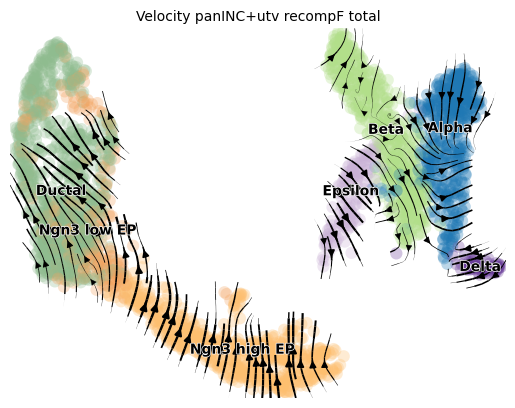 Velocity panINC+utv recompF total
Beta
Alpha
Ductal
Epsilon
Ngn3 low EP
Delta
Ngn3 high EP